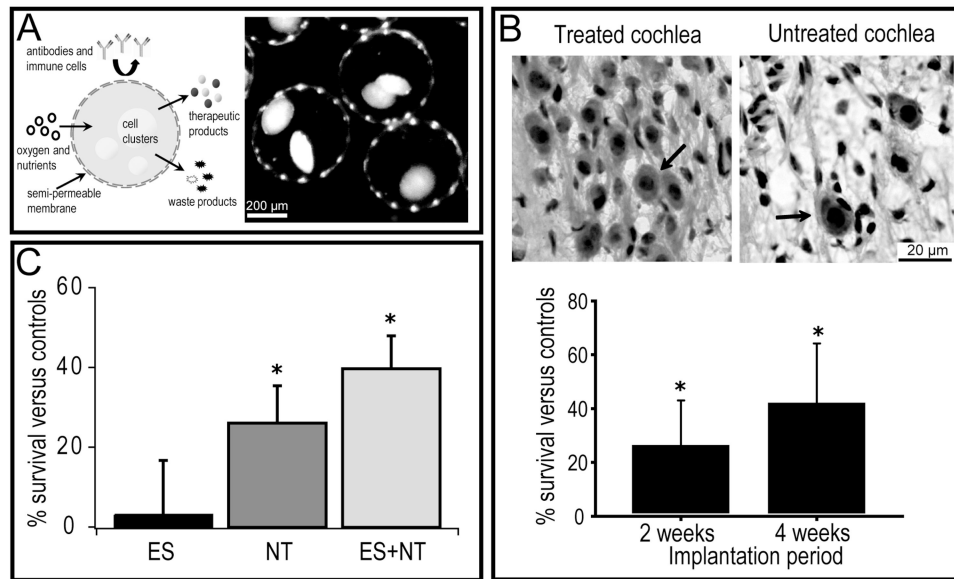 A
antibodies and
immune cells
cell
clusters
therapeutic
products
oxygen and
nutrients
semi-permeable
membrane
waste products
200 µm
B
Treated cochlea
Untreated cochlea
20 µm
% survival versus controls
80
60
40
20
0
*
*
2 weeks
4 weeks
Implantation period
C
% survival versus controls
60
40
20
0
*
*
ES
NT
ES+NT